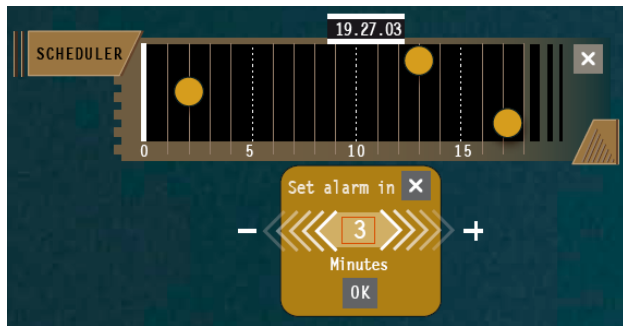 19.27.03
SCHEDULER
0 5 10 15
Set alarm in
3
Minutes
OK